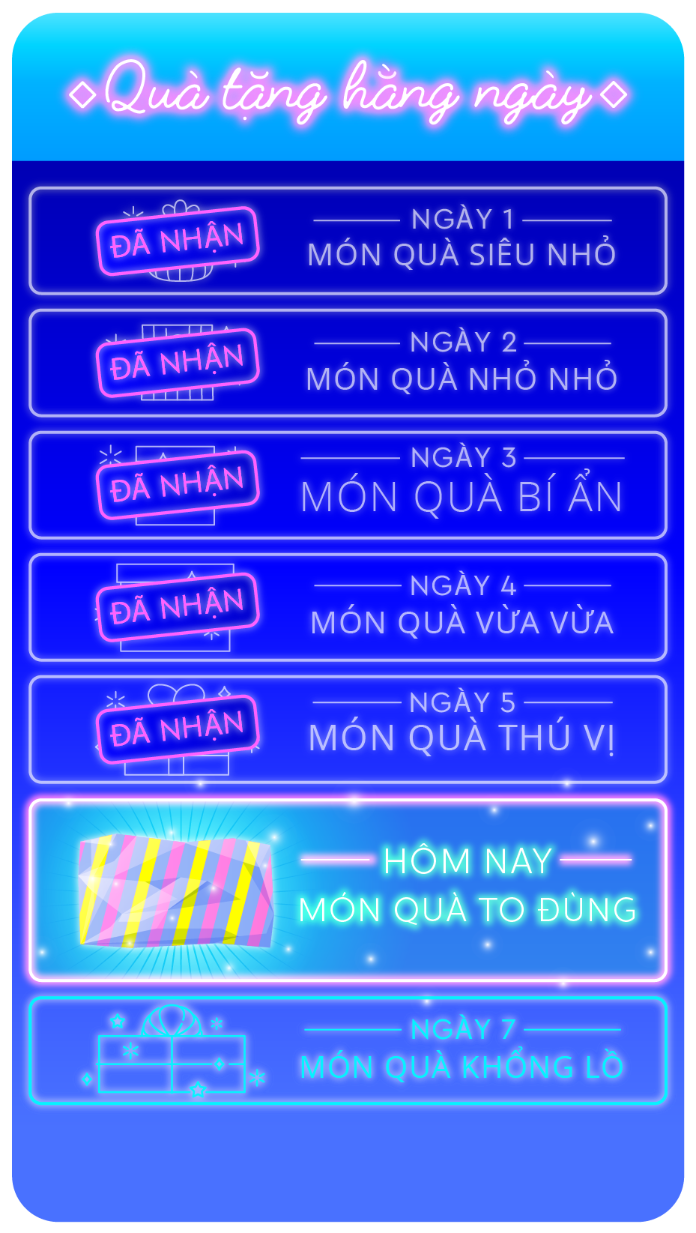 Quà tặng hằng ngày
ĐÃ NHẬN
NGÀY 1
MÓN QUÀ SIÊU NHỎ
ĐÃ NHẬN
NGÀY 2
MÓN QUÀ NHỎ NHỎ
ĐÃ NHẬN
NGÀY 3
MÓN QUÀ BÍ ẨN
ĐÃ NHẬN
NGÀY 4
MÓN QUÀ VỪA VỪA
ĐÃ NHẬN
NGÀY 5
MÓN QUÀ THÚ VỊ
HÔM NAY
MÓN QUÀ TO ĐÙNG
NGÀY 7
MÓN QUÀ KHỔNG LỒ